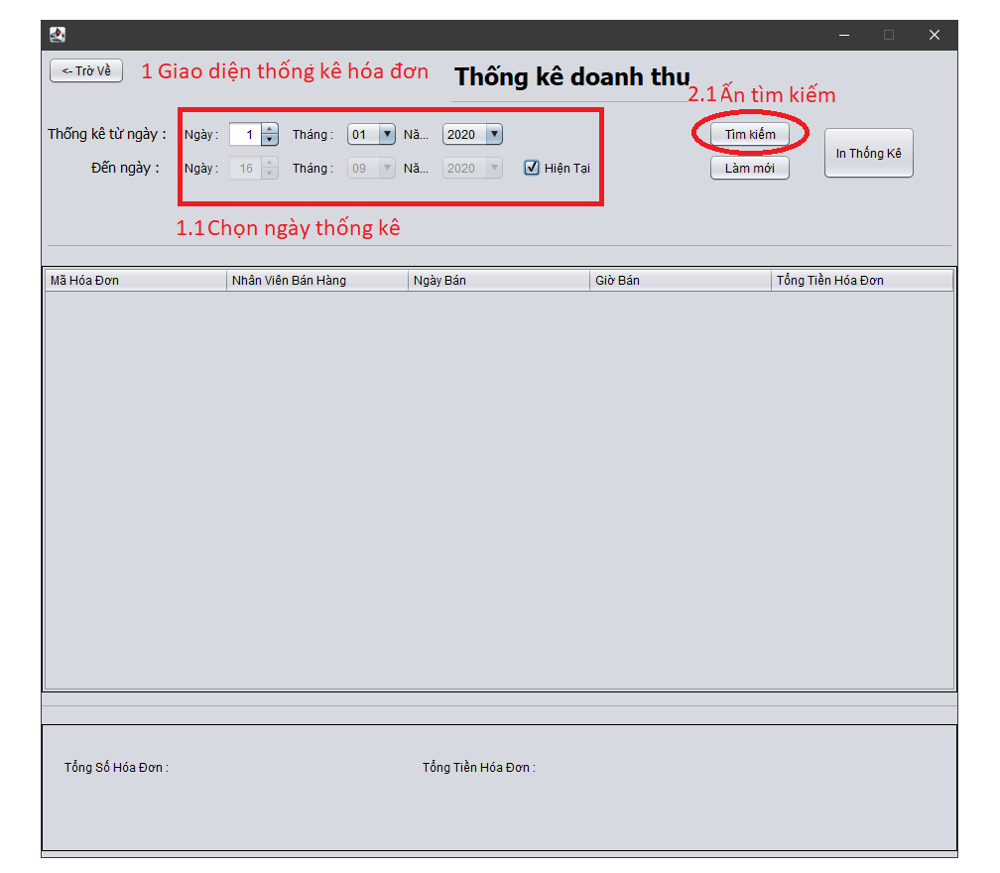 <- Trở Về 1 Giao diện thống kê hóa đơn Thống kê doanh thu
2.1 Ấn tìm kiếm
Thống kê từ ngày : Ngày : 1 Tháng : 01 Nă... 2020 Tìm kiếm
In Thống Kê
Đến ngày : Ngày : 16 Tháng : 09 Nă... 2020 Hiện Tại Làm mới
1.1 Chọn ngày thống kê
Mã Hóa Đơn Nhân Viên Bán Hàng Ngày Bán Giờ Bán Tổng Tiền Hóa Đơn
Tổng Số Hóa Đơn : Tổng Tiền Hóa Đơn :